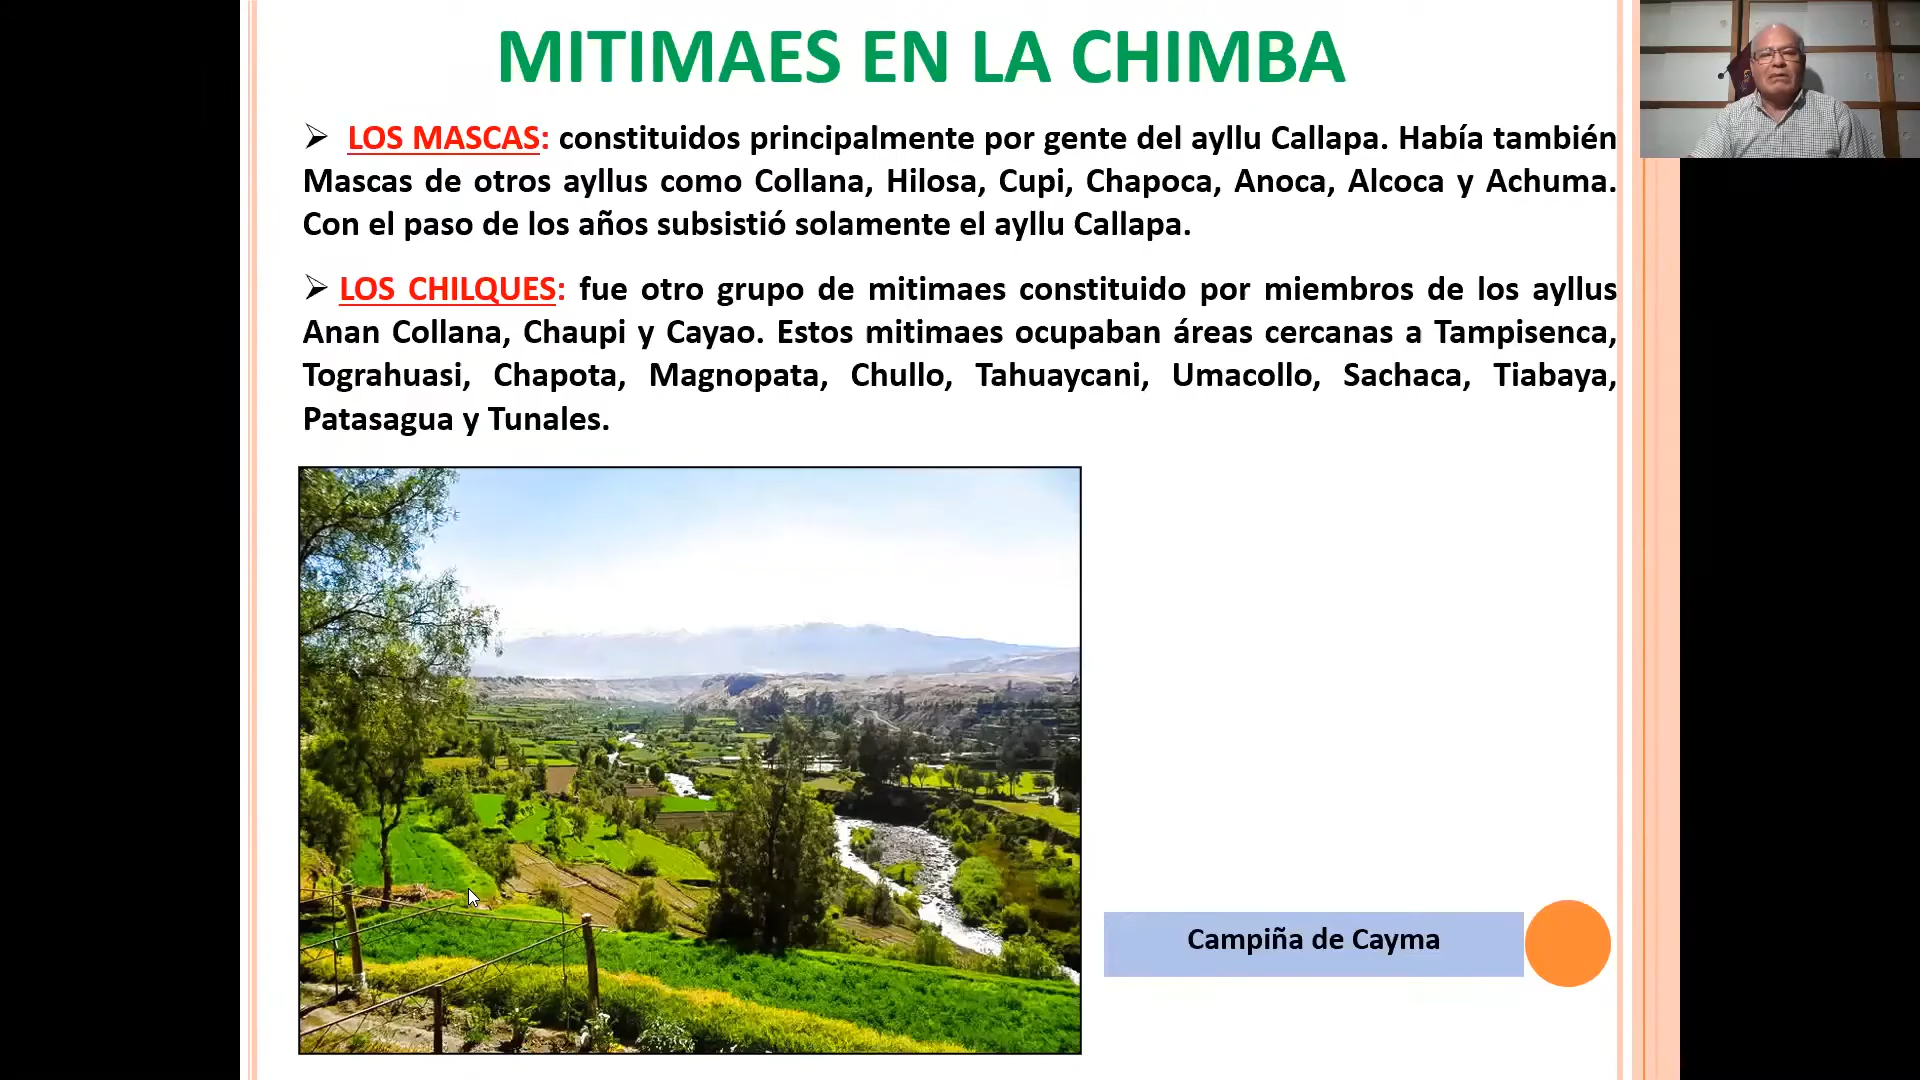 MITIMAES EN LA CHIMBA
LOS MASCAS: constituidos principalmente por gente del ayllu Callapa. Había también
Mascas de otros ayllus como Collana, Hilosa, Cupi, Chapoca, Anoca, Alcoca y Achuma.
Con el paso de los años subsistió solamente el ayllu Callapa.
LOS CHILQUES: fue otro grupo de mitimaes constituido por miembros de los ayllus
Anan Collana, Chaupi y Cayao. Estos mitimaes ocupaban áreas cercanas a Tampisenca,
Tograhuasi, Chapota, Magnopata, Chullo, Tahuaycani, Umacollo, Sachaca, Tiabaya,
Patasagua y Tunales.
Campiña de Cayma